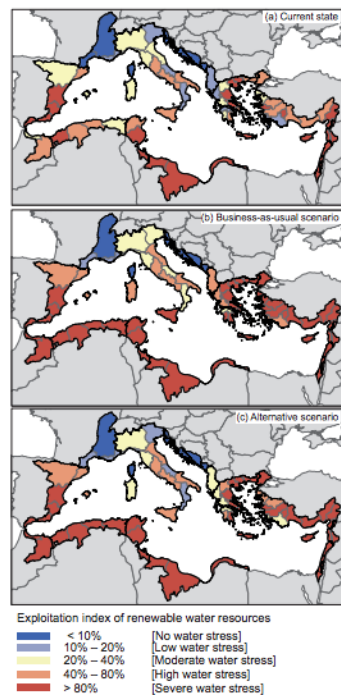 (a) Current state
(b) Business-as-usual scenario
(c) Alternative scenario
Exploitation index of renewable water resources
< 10% [No water stress]
10% – 20% [Low water stress]
20% – 40% [Moderate water stress]
40% – 80% [High water stress]
> 80% [Severe water stress]